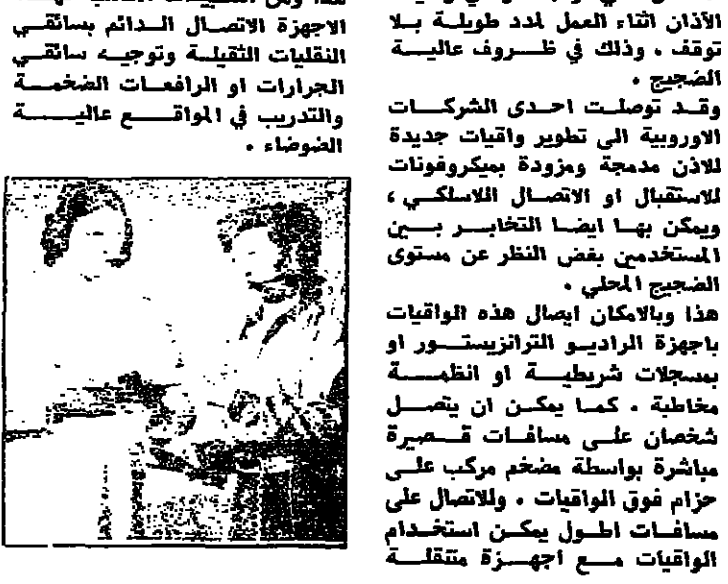 الآذان اثناء العمل لمدد طويلة بلا
توقف ، وذلك في ظروف عالية
الضجيج .
وقد توصلت احدى الشركات
الاوروبية الى تطوير واقيات جديدة
للاذن مدمجة ومزودة بميكروفونات
للاستقبال او الاتصال اللاسلكي ،
ويمكن بها ايضا التخابر بين
المستخدمين بغض النظر عن مستوى
الضجيج المحلي .
هذا وبالامكان ايصال هذه الواقيات
باجهزة الراديو الترانزيستور او
بمسجلات شريطية او انظمة
مخاطبة . كما يمكن ان يتصل
شخصان على مسافات قصيرة
مباشرة بواسطة مضخم مركب على
حزام فوق الواقيات . وللاتصال على
مسافات اطول يمكن استخدام
الواقيات مع اجهزة متنقلة
الاجهزة الاتصال الدائم بسائقي
النقليات الثقيلة وتوجيه سائقي
الجرارات او الرافعات الضخمة
والتدريب في المواقع عالية
الضوضاء .